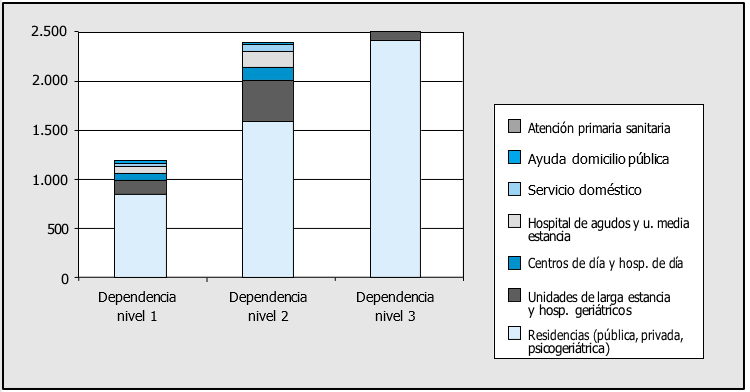 2.500
2.000
1.500
1.000
500
0
Dependencia
nivel 1
Dependencia
nivel 2
Dependencia
nivel 3
Atención primaria sanitaria
Ayuda domicilio pública
Servicio doméstico
Hospital de agudos y u. media
estancia
Centros de día y hosp. de día
Unidades de larga estancia
y hosp. geriátricos
Residencias (pública, privada,
psicogeriátrica)